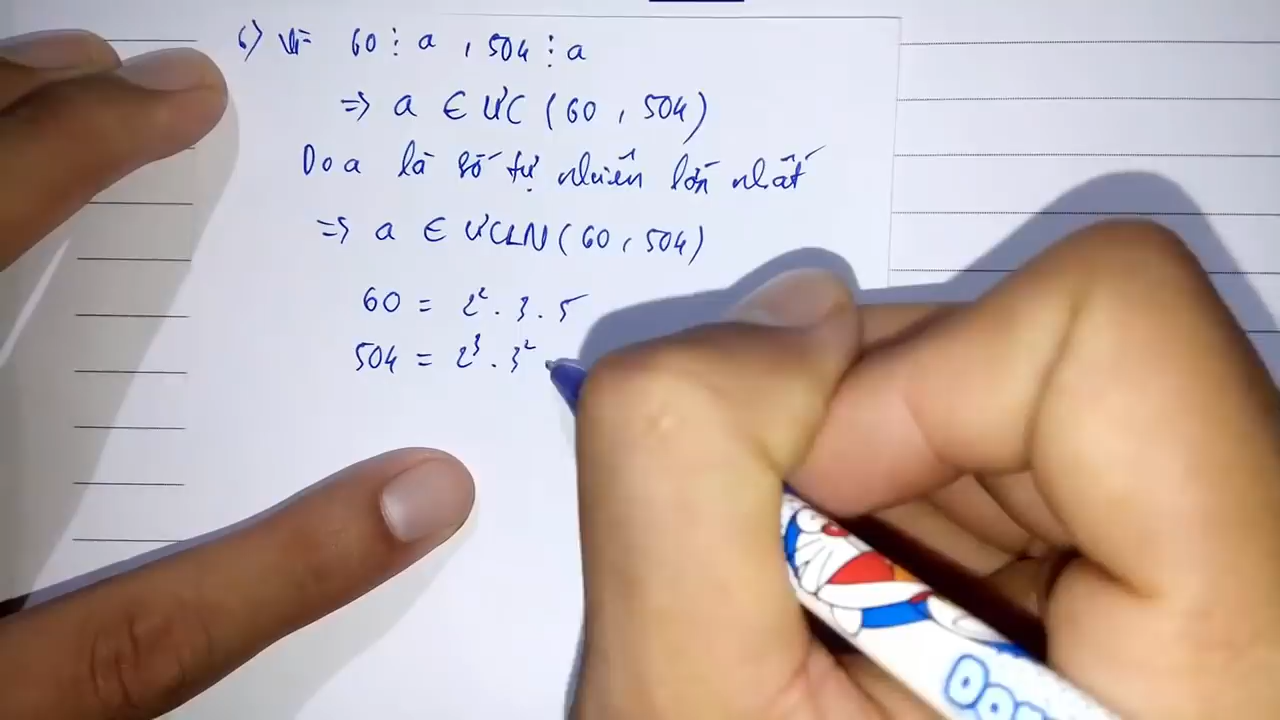 6) Vì 60 ⋮ a , 504 ⋮ a
=> a ∈ ƯC ( 60 , 504 )
Do a là số tự nhiên lớn nhất
=> a ∈ ƯCLN ( 60 , 504 )
60 = 2² . 3 . 5
504 = 2³ . 3²